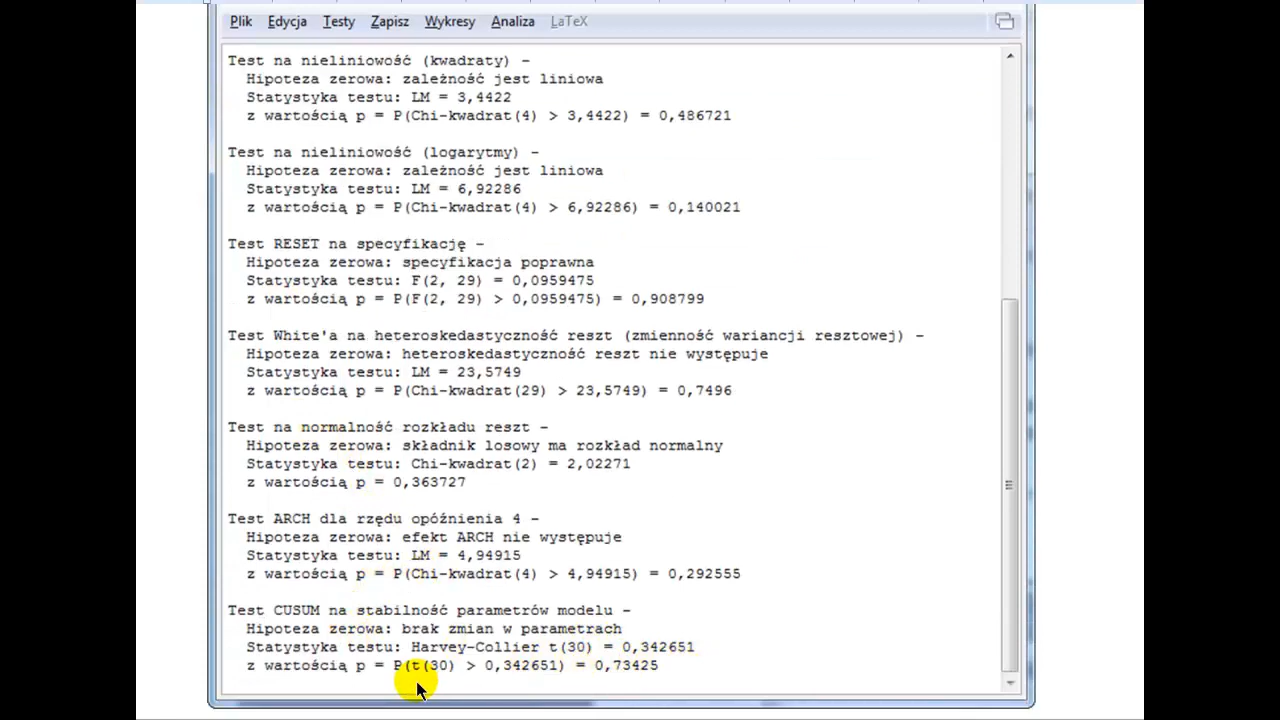 Plik Edycja Testy Zapisz Wykresy Analiza LaTeX
Test na nieliniowość (kwadraty) -
Hipoteza zerowa: zależność jest liniowa
Statystyka testu: LM = 3,4422
z wartością p = P(Chi-kwadrat(4) > 3,4422) = 0,486721
Test na nieliniowość (logarytmy) -
Hipoteza zerowa: zależność jest liniowa
Statystyka testu: LM = 6,92286
z wartością p = P(Chi-kwadrat(4) > 6,92286) = 0,140021
Test RESET na specyfikację -
Hipoteza zerowa: specyfikacja poprawna
Statystyka testu: F(2, 29) = 0,0959475
z wartością p = P(F(2, 29) > 0,0959475) = 0,908799
Test White'a na heteroskedastyczność reszt (zmienność wariancji resztowej) -
Hipoteza zerowa: heteroskedastyczność reszt nie występuje
Statystyka testu: LM = 23,5749
z wartością p = P(Chi-kwadrat(29) > 23,5749) = 0,7496
Test na normalność rozkładu reszt -
Hipoteza zerowa: składnik losowy ma rozkład normalny
Statystyka testu: Chi-kwadrat(2) = 2,02271
z wartością p = 0,363727
Test ARCH dla rzędu opóźnienia 4 -
Hipoteza zerowa: efekt ARCH nie występuje
Statystyka testu: LM = 4,94915
z wartością p = P(Chi-kwadrat(4) > 4,94915) = 0,292555
Test CUSUM na stabilność parametrów modelu -
Hipoteza zerowa: brak zmian w parametrach
Statystyka testu: Harvey-Collier t(30) = 0,342651
z wartością p = P(t(30) > 0,342651) = 0,73425